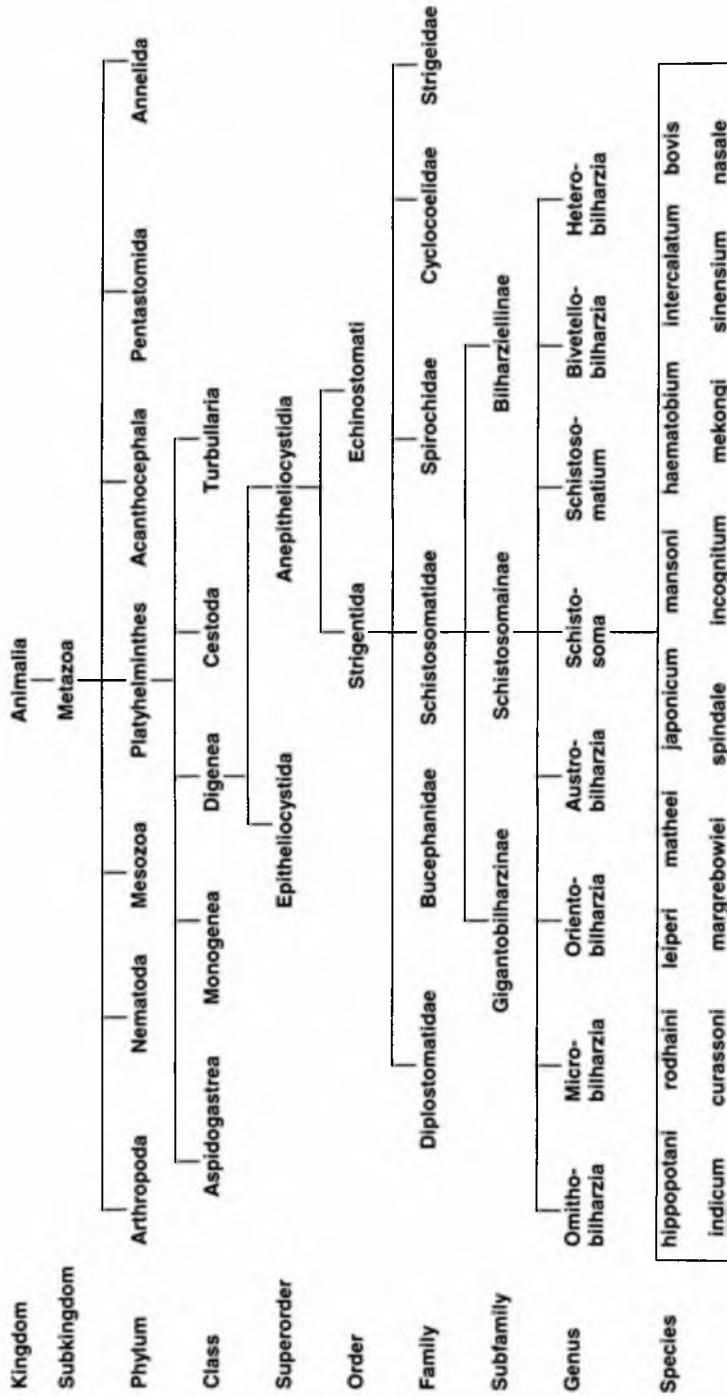 Kingdom Animalia
Subkingdom Metazoa
Phylum Arthropoda Nematoda Mesozoa Platyhelminthes Acanthocephala Pentastomida Annelida
Class Aspidogastrea Monogenea Digenea Cestoda Turbullaria
Superorder Epitheliocystida Anepitheliocystidia
Order Strigentida Echinostomati
Family Diplostomatidae Bucephanidae Schistosomatidae Spirochidae Cyclocoelidae Strigeidae
Subfamily Gigantobilharzinae Schistosomainae Bilharziellinae
Genus Omitho- Micro- Oriento- Austro- Schisto- Schistoso- Bivetello- Hetero-
bilharzia bilharzia bilharzia bilharzia soma matium bilharzia bilharzia
Species hippopotani rodhaini leiperi matheei japonicum mansoni haematobium intercalatum bovis
indicum curassoni margrebowiei spindale incognitum mekongi sinensium nasale